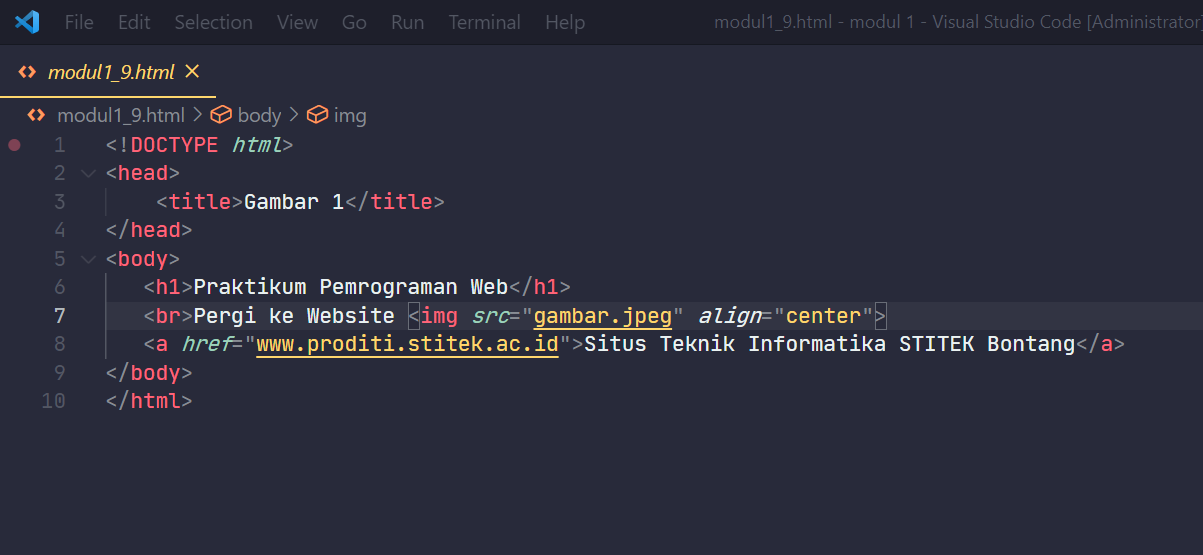 File Edit Selection View Go Run Terminal Help modul1_9.html - modul 1 - Visual Studio Code [Administrator]
modul1_9.html
modul1_9.html > body > img
1 <!DOCTYPE html>
2 <head>
3 <title>Gambar 1</title>
4 </head>
5 <body>
6 <h1>Praktikum Pemrograman Web</h1>
7 <br>Pergi ke Website <img src="gambar.jpeg" align="center">
8 <a href="www.proditi.stitek.ac.id">Situs Teknik Informatika STITEK Bontang</a>
9 </body>
10 </html>